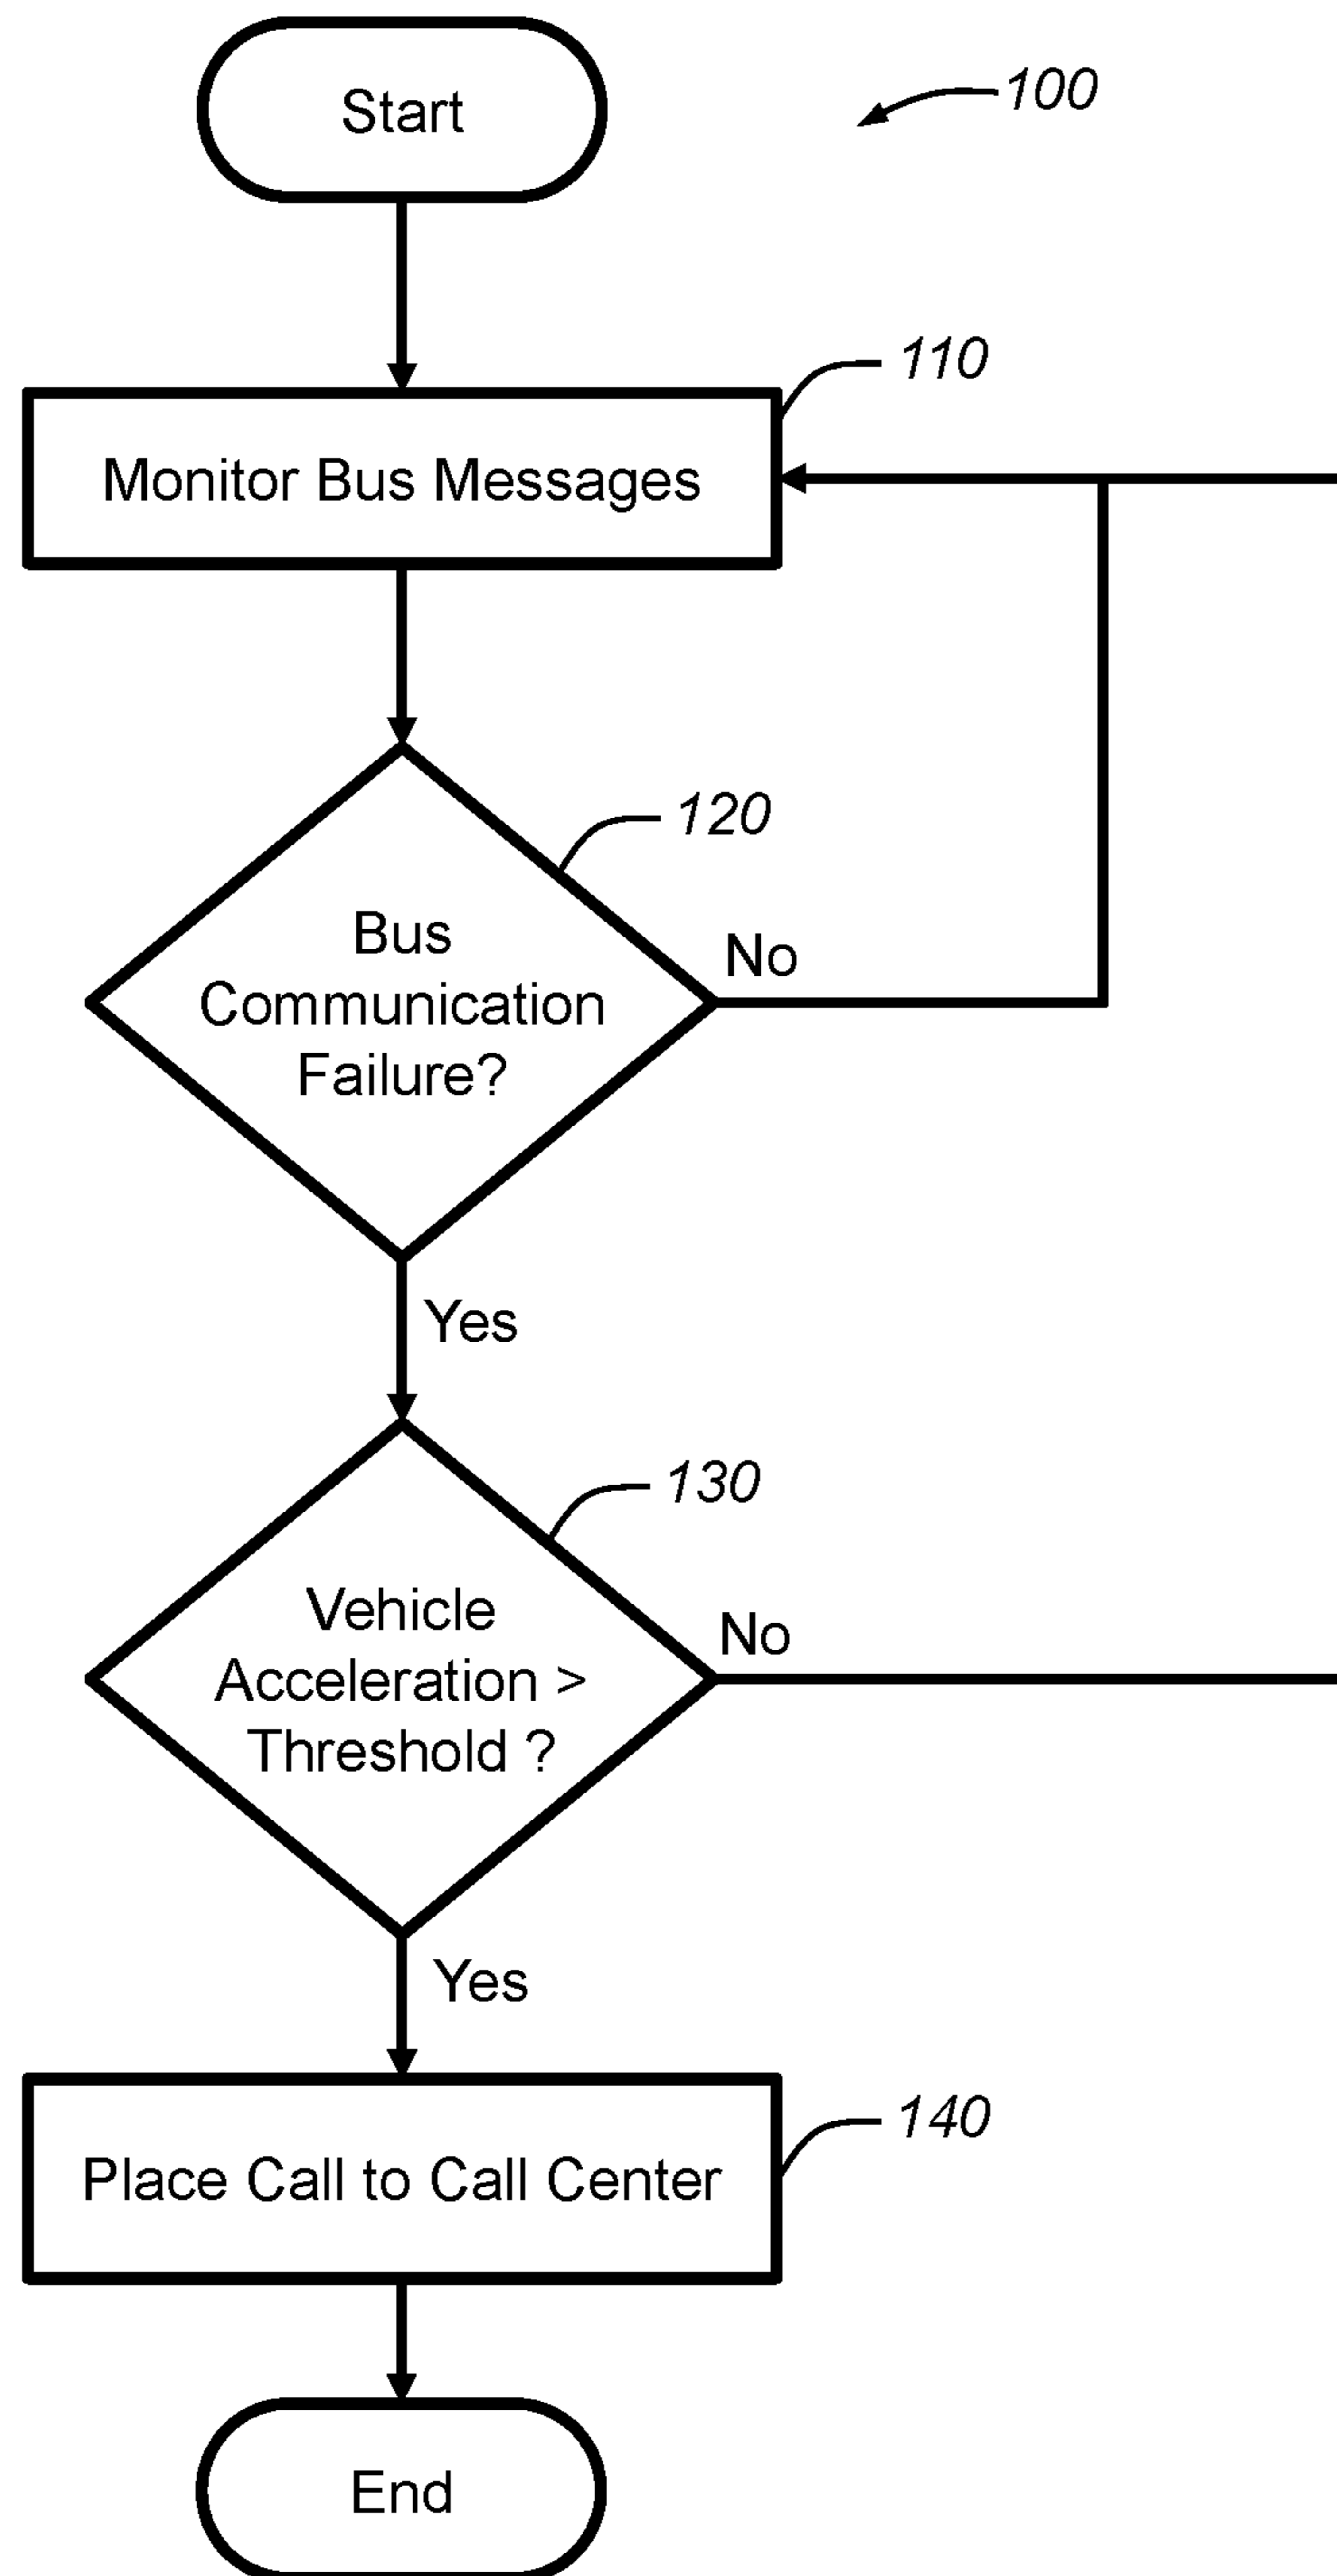 Start
100
110
Monitor Bus Messages
120
Bus
Communication
Failure?
No
Yes
130
Vehicle
Acceleration >
Threshold ?
No
Yes
140
Place Call to Call Center
End